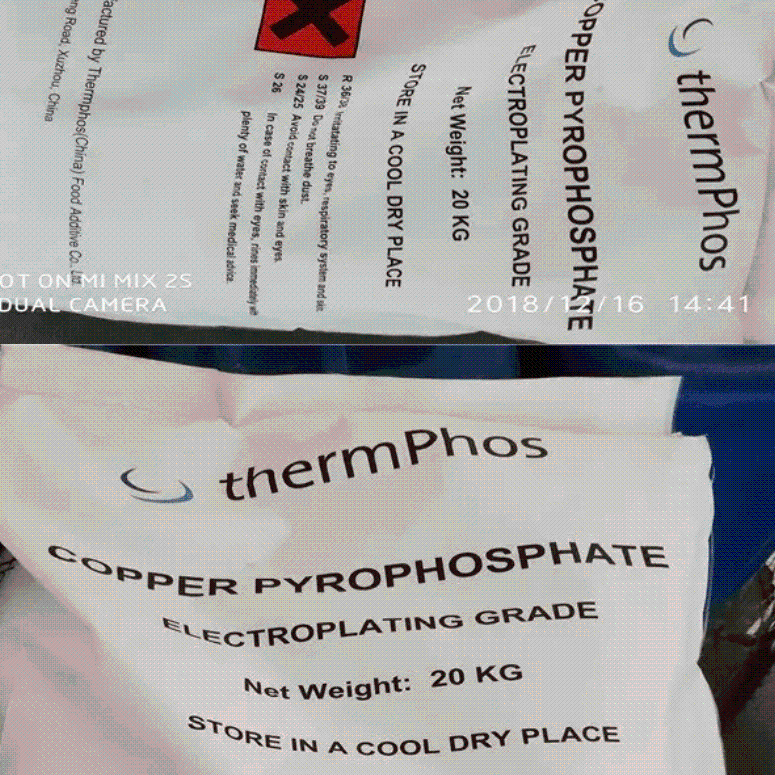 thermPhos
COPPER PYROPHOSPHATE
ELECTROPLATING GRADE
Net Weight: 20 KG
STORE IN A COOL DRY PLACE
R 36/38 Irritating to eyes, respiratory system and skin
S 37/39 Do not breathe dust.
S 24/25 Avoid contact with skin and eyes.
S 26 In case of contact with eyes, rines immediately
plenty of water and seek medical advice.
factured by Thermphos(China) Food Additive Co. Ltd.
Road, Xuzhou, China
OT ON MI MIX 2S
DUAL CAMERA
2018/12/16 14:41
thermPhos
COPPER PYROPHOSPHATE
ELECTROPLATING GRADE
Net Weight: 20 KG
STORE IN A COOL DRY PLACE